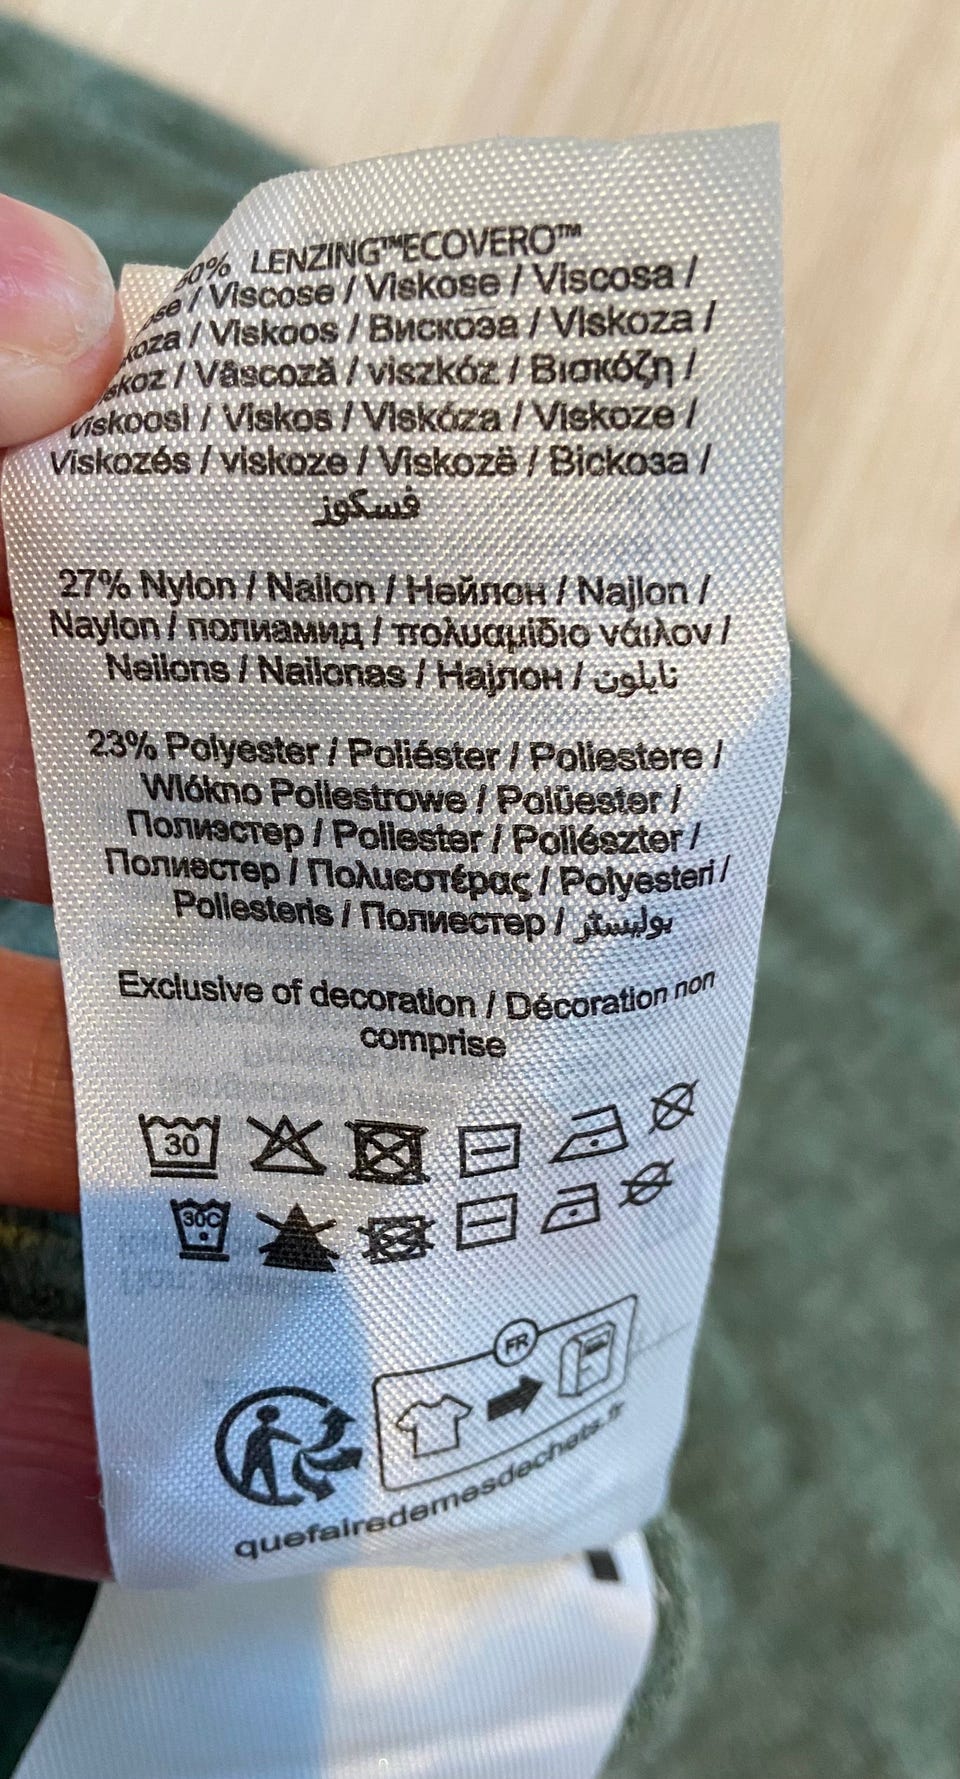 50% LENZING™ECOVERO™
/ Viscose / Viskose / Viscosa /
/ Viskoos / Вискоза / Viskoza /
/ Vâscoză / viszkóz / Βισκόζη /
Viskoosi / Viskos / Viskóza / Viskoze /
Viskozés / viskoze / Viskozë / Віскоза /
فسكوز
27% Nylon / Nailon / Нейлон / Najlon /
Naylon / полиамид / πολυαμίδιο νάιλον /
Neilons / Nailonas / Најлон / نايلون
23% Polyester / Poliéster / Poliestere /
Włókno Poliestrowe / Polüester /
Полиэстер / Poliester / Poliészter /
Полиестер / Πολυεστέρας / Polyesteri /
Poliesteris / Полиестер / بوليستر
Exclusive of decoration / Décoration non
comprise
30
30C
FR
quefairedemesdechets.fr